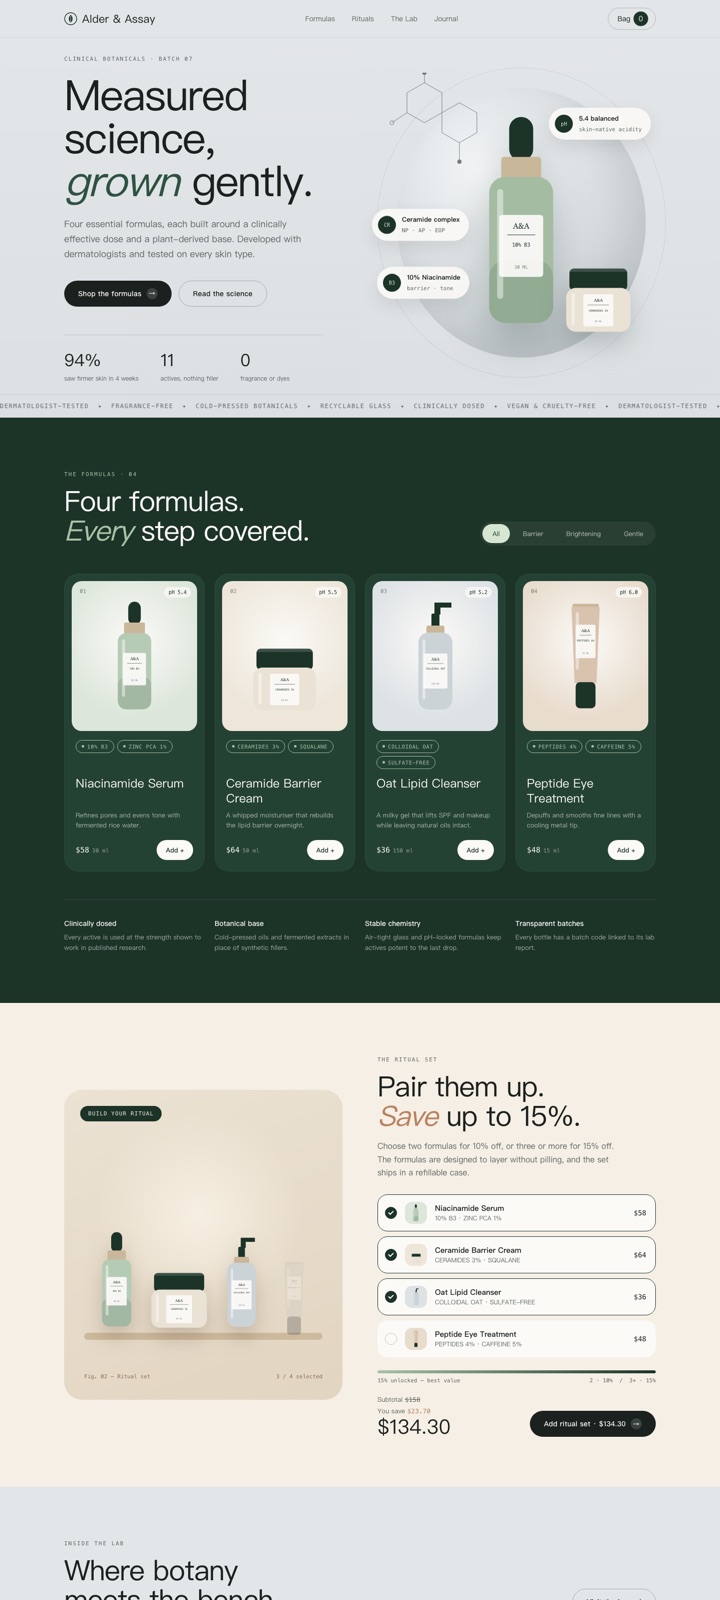 Alder & Assay
Formulas Rituals The Lab Journal
Bag 0
CLINICAL BOTANICALS · BATCH 07
Measured
science,
grown gently.
Four essential formulas, each built around a clinically
effective dose and a plant-derived base. Developed with
dermatologists and tested on every skin type.
Shop the formulas →
Read the science
94%
saw firmer skin in 4 weeks
11
actives, nothing filler
0
fragrance or dyes
pH
5.4 balanced
skin-native acidity
CR
Ceramide complex
NP · AP · EOP
B3
10% Niacinamide
barrier · tone
A&A
10% B3
30 ML
A&A
CERAMIDES 3%
DERMATOLOGIST-TESTED ✦ FRAGRANCE-FREE ✦ COLD-PRESSED BOTANICALS ✦ RECYCLABLE GLASS ✦ CLINICALLY DOSED ✦ VEGAN & CRUELTY-FREE ✦ DERMATOLOGIST-TESTED ✦
THE FORMULAS · 04
Four formulas.
Every step covered.
All Barrier Brightening Gentle
01
pH 5.4
A&A
10% B3
• 10% B3 • ZINC PCA 1%
Niacinamide Serum
Refines pores and evens tone with
fermented rice water.
$58 30 ml
Add +
02
pH 5.5
A&A
CERAMIDES 3%
• CERAMIDES 3% • SQUALANE
Ceramide Barrier
Cream
A whipped moisturiser that rebuilds
the lipid barrier overnight.
$64 50 ml
Add +
03
pH 5.2
A&A
COLLOIDAL OAT
• COLLOIDAL OAT
• SULFATE-FREE
Oat Lipid Cleanser
A milky gel that lifts SPF and makeup
while leaving natural oils intact.
$36 150 ml
Add +
04
pH 6.0
A&A
PEPTIDES 4%
• PEPTIDES 4% • CAFFEINE 5%
Peptide Eye
Treatment
Depuffs and smooths fine lines with a
cooling metal tip.
$48 15 ml
Add +
Clinically dosed
Every active is used at the strength shown to
work in published research.
Botanical base
Cold-pressed oils and fermented extracts in
place of synthetic fillers.
Stable chemistry
Air-tight glass and pH-locked formulas keep
actives potent to the last drop.
Transparent batches
Every bottle has a batch code linked to its lab
report.
BUILD YOUR RITUAL
A&A
A&A
A&A
Fig. 02 — Ritual set
3 / 4 selected
THE RITUAL SET
Pair them up.
Save up to 15%.
Choose two formulas for 10% off, or three or more for 15% off.
The formulas are designed to layer without pilling, and the set
ships in a refillable case.
Niacinamide Serum
10% B3 · ZINC PCA 1%
$58
Ceramide Barrier Cream
CERAMIDES 3% · SQUALANE
$64
Oat Lipid Cleanser
COLLOIDAL OAT · SULFATE-FREE
$36
Peptide Eye Treatment
PEPTIDES 4% · CAFFEINE 5%
$48
15% unlocked — best value
2 · 10% / 3+ · 15%
Subtotal $158
You save $23.70
$134.30
Add ritual set · $134.30 →
INSIDE THE LAB
Where botany
meets the bench